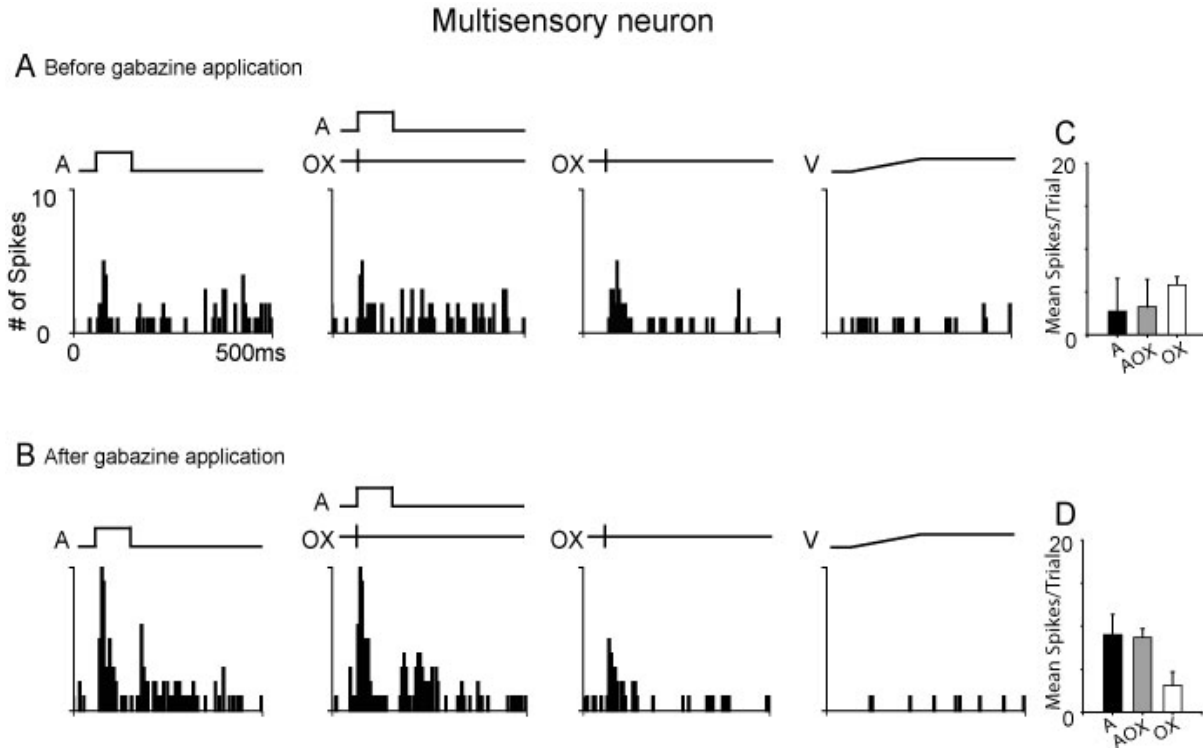 Multisensory neuron
A Before gabazine application
A
A
OX
OX
V
C
10
0
# of Spikes
0 500ms
20
0
Mean Spikes/Trial
A AOX OX
B After gabazine application
A
A
OX
OX
V
D
20
0
Mean Spikes/Trial
A AOX OX